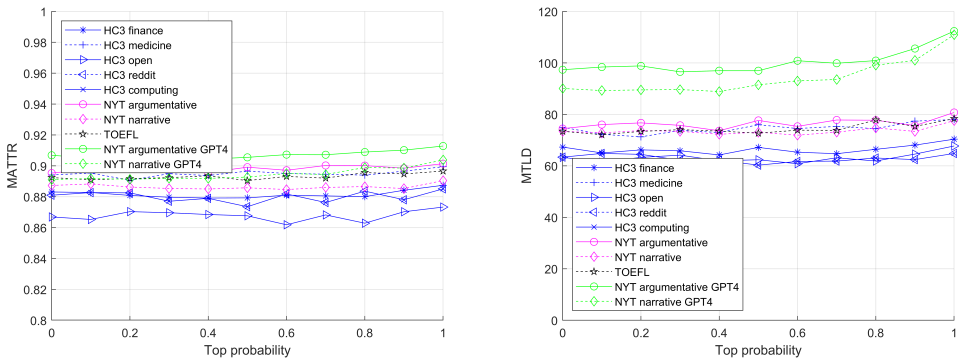 1
0.98
0.96
0.94
0.92
0.9
0.88
0.86
0.84
0.82
0.8
MATTR
HC3 finance
HC3 medicine
HC3 open
HC3 reddit
HC3 computing
NYT argumentative
NYT narrative
TOEFL
NYT argumentative GPT4
NYT narrative GPT4
0 0.2 0.4 0.6 0.8 1
Top probability
120
100
80
60
40
20
0
MTLD
HC3 finance
HC3 medicine
HC3 open
HC3 reddit
HC3 computing
NYT argumentative
NYT narrative
TOEFL
NYT argumentative GPT4
NYT narrative GPT4
0 0.2 0.4 0.6 0.8 1
Top probability